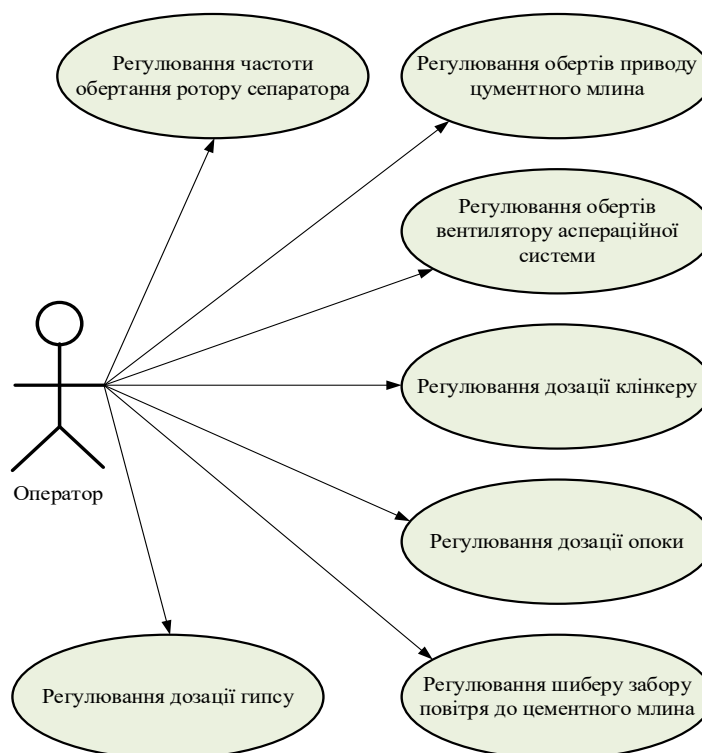 Регулювання частоти
обертання ротору сепаратора
Регулювання обертів приводу
цументного млина
Регулювання обертів
вентилятору аспераційної
системи
Регулювання дозації клінкеру
Оператор
Регулювання дозації опоки
Регулювання дозації гипсу
Регулювання шиберу забору
повітря до цементного млина